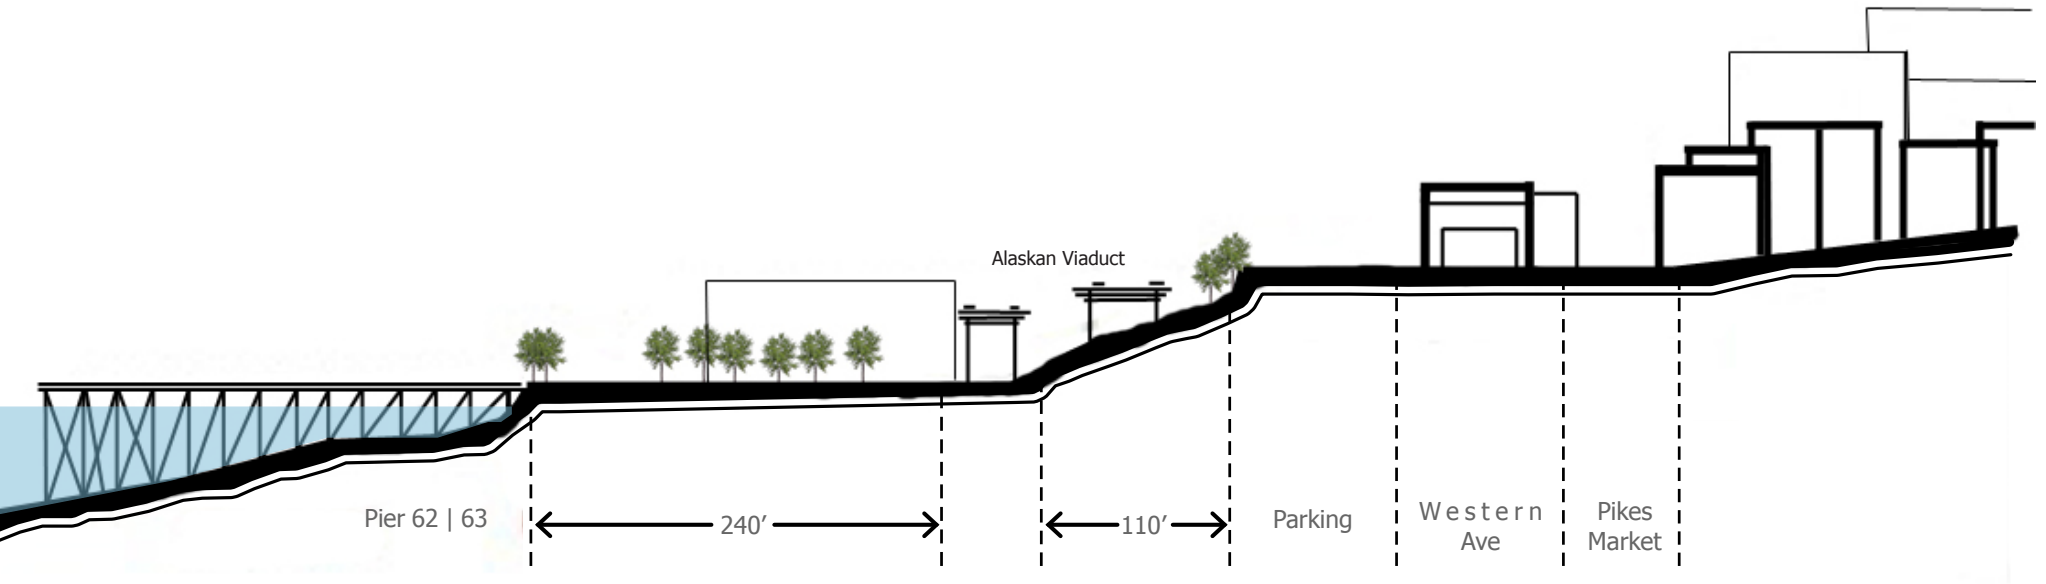 Alaskan Viaduct
Pier 62 | 63
240’
110’
Parking
Western
Ave
Pikes
Market